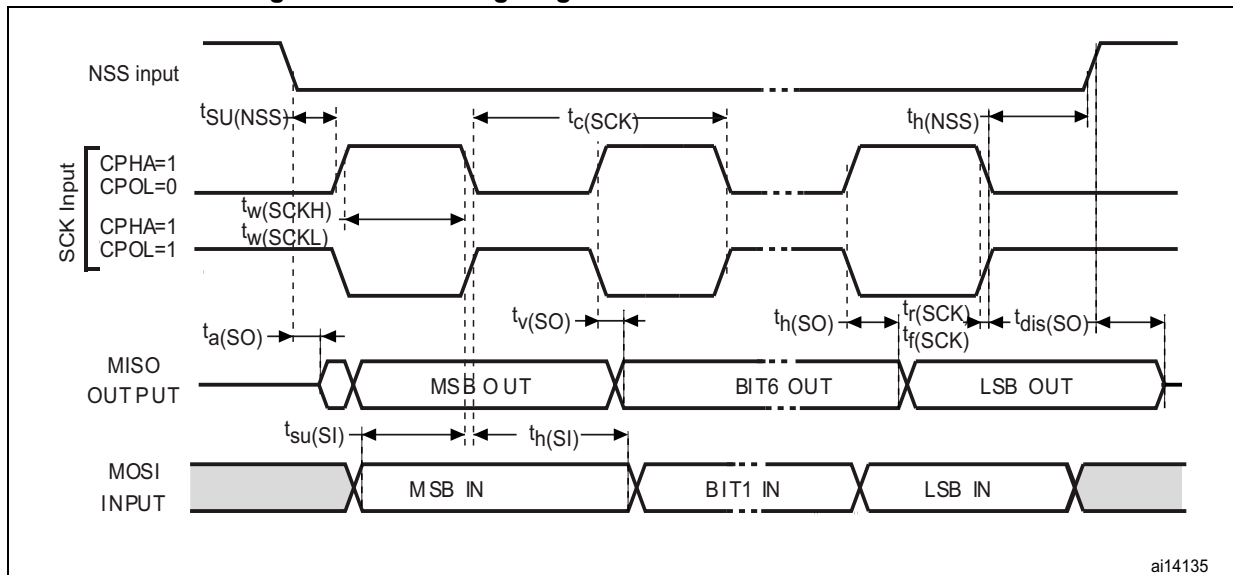 NSS input
tSU(NSS)
tc(SCK)
th(NSS)
SCK Input
CPHA=1
CPOL=0
tw(SCKH)
CPHA=1
tw(SCKL)
CPOL=1
ta(SO)
tv(SO)
th(SO)
tr(SCK)
tf(SCK)
tdis(SO)
MISO
OUTPUT
MSB OUT
BIT6 OUT
LSB OUT
tsu(SI)
th(SI)
MOSI
INPUT
MSB IN
BIT1 IN
LSB IN
ai14135